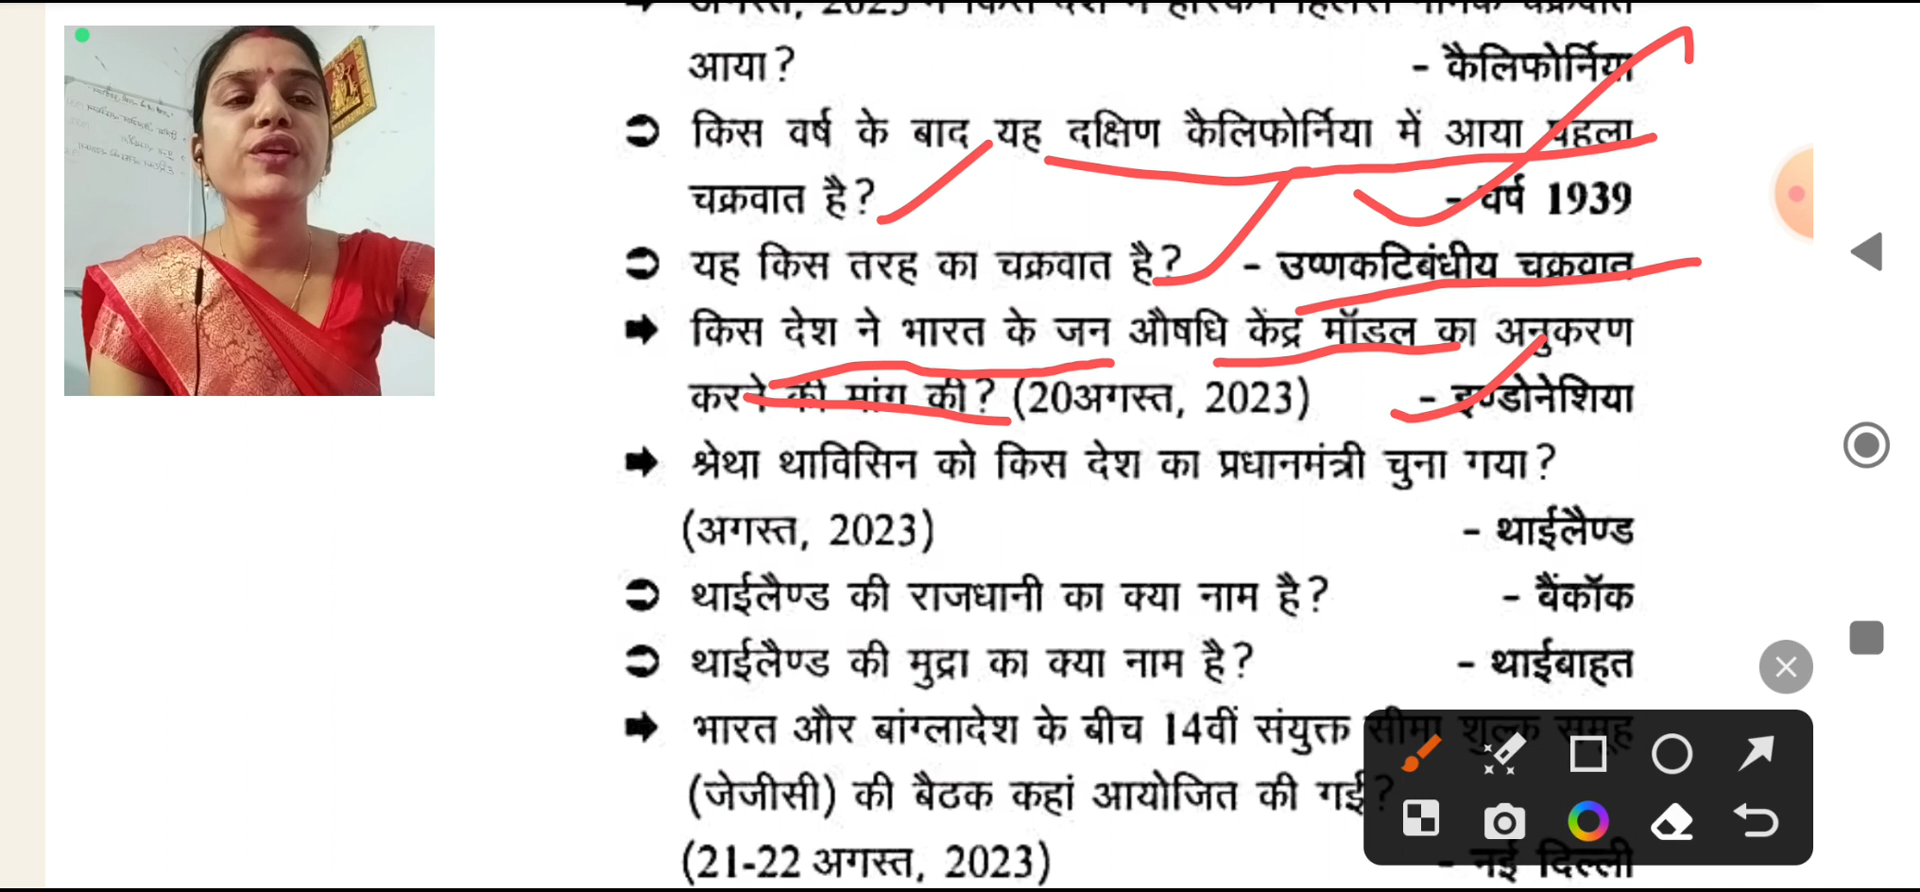 आया? - कैलिफोर्निया
किस वर्ष के बाद यह दक्षिण कैलिफोर्निया में आया पहला
चक्रवात है? - वर्ष 1939
यह किस तरह का चक्रवात है? - उष्णकटिबंधीय चक्रवात
किस देश ने भारत के जन औषधि केंद्र मॉडल का अनुकरण
करने की मांग की? (20अगस्त, 2023) - इण्डोनेशिया
श्रेथा थाविसिन को किस देश का प्रधानमंत्री चुना गया?
(अगस्त, 2023) - थाईलैण्ड
थाईलैण्ड की राजधानी का क्या नाम है? - बैंकॉक
थाईलैण्ड की मुद्रा का क्या नाम है? - थाईबाहत
भारत और बांग्लादेश के बीच 14वीं संयुक्त सीमा शुल्क समूह
(जेजीसी) की बैठक कहां आयोजित की गई?
(21-22 अगस्त, 2023) - नई दिल्ली